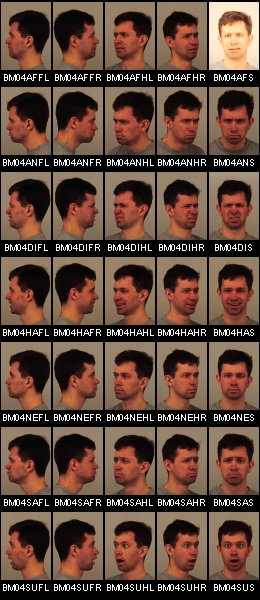 BM04AFFL BM04AFFR BM04AFHL BM04AFHR BM04AFS
BM04ANFL BM04ANFR BM04ANHL BM04ANHR BM04ANS
BM04DIFL BM04DIFR BM04DIHL BM04DIHR BM04DIS
BM04HAFL BM04HAFR BM04HAHL BM04HAHR BM04HAS
BM04NEFL BM04NEFR BM04NEHL BM04NEHR BM04NES
BM04SAFL BM04SAFR BM04SAHL BM04SAHR BM04SAS
BM04SUFL BM04SUFR BM04SUHL BM04SUHR BM04SUS